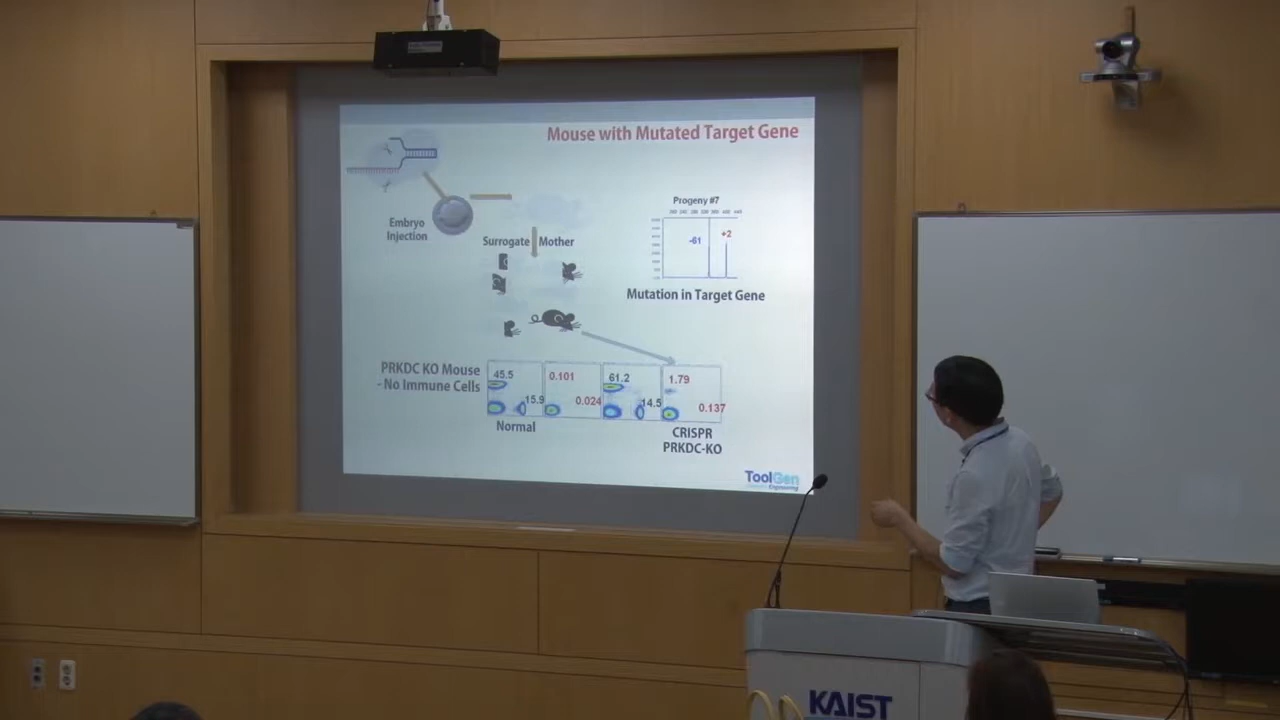 Mouse with Mutated Target Gene
Embryo
Injection
Surrogate Mother
Progeny #7
-61
+2
Mutation in Target Gene
PRKDC KO Mouse
- No Immune Cells
45.5
15.9
0.101
0.024
61.2
14.5
1.79
0.137
Normal
CRISPR
PRKDC-KO
ToolGen
KAIST